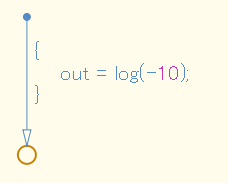 {
out = log(-10);
}